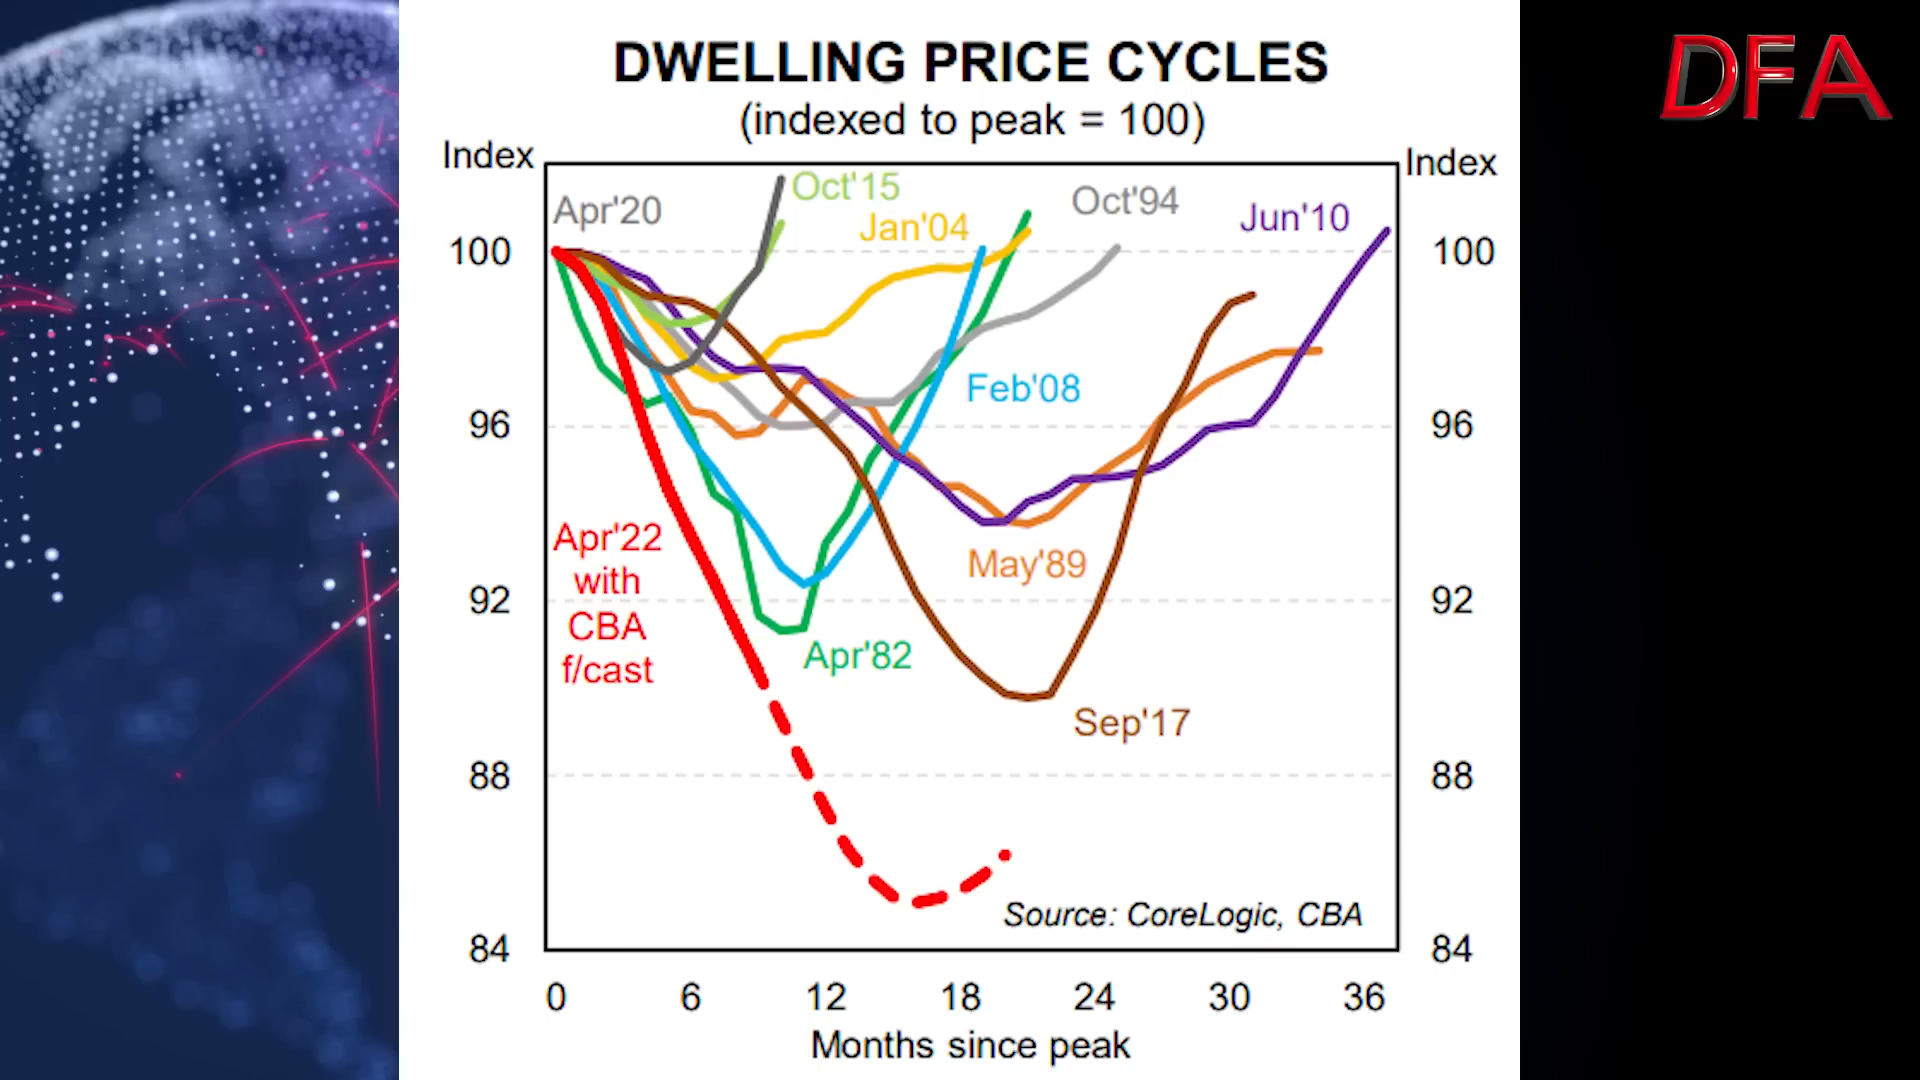 DFA
DWELLING PRICE CYCLES
(indexed to peak = 100)
Index
Index
Apr'20
Oct'15
Jan'04
Oct'94
Jun'10
100
100
Feb'08
96
96
Apr'22
with
CBA
f/cast
May'89
92
92
Apr'82
Sep'17
88
88
Source: CoreLogic, CBA
84
84
0 6 12 18 24 30 36
Months since peak